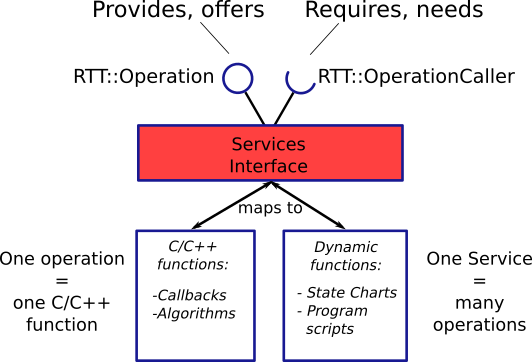 Provides, offers
Requires, needs
RTT::Operation
RTT::OperationCaller
Services
Interface
maps to
One operation
=
one C/C++
function
C/C++
functions:
-Callbacks
-Algorithms
Dynamic
functions:
- State Charts
- Program
scripts
One Service
=
many
operations